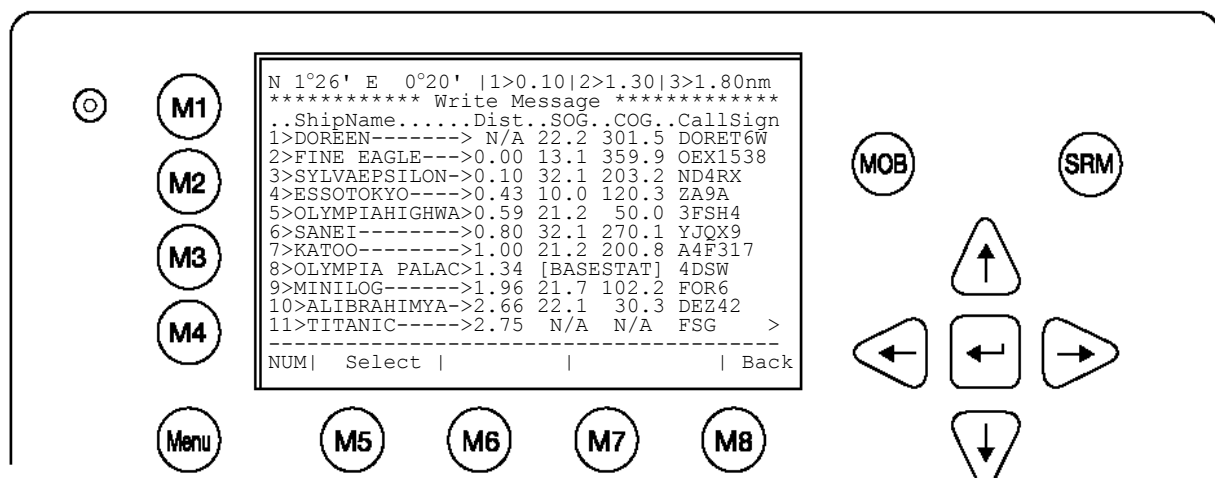 N 1°26' E 0°20' |1>0.10|2>1.30|3>1.80nm
************ Write Message *************
..ShipName......Dist..SOG..COG..CallSign
1>DOREEN-------> N/A 22.2 301.5 DORET6W
2>FINE EAGLE--->0.00 13.1 359.9 OEX1538
3>SYLVAEPSILON->0.10 32.1 203.2 ND4RX
4>ESSOTOKYO---->0.43 10.0 120.3 ZA9A
5>OLYMPIAHIGHWA>0.59 21.2 50.0 3FSH4
6>SANEI-------->0.80 32.1 270.1 YJQX9
7>KATOO-------->1.00 21.2 200.8 A4F317
8>OLYMPIA PALAC>1.34 [BASESTAT] 4DSW
9>MINILOG------>1.96 21.7 102.2 FOR6
10>ALIBRAHIMYA->2.66 22.1 30.3 DEZ42
11>TITANIC----->2.75 N/A N/A FSG >
----------------------------------------
NUM| Select | | | Back
M1
M2
M3
M4
Menu
M5
M6
M7
M8
MOB
SRM